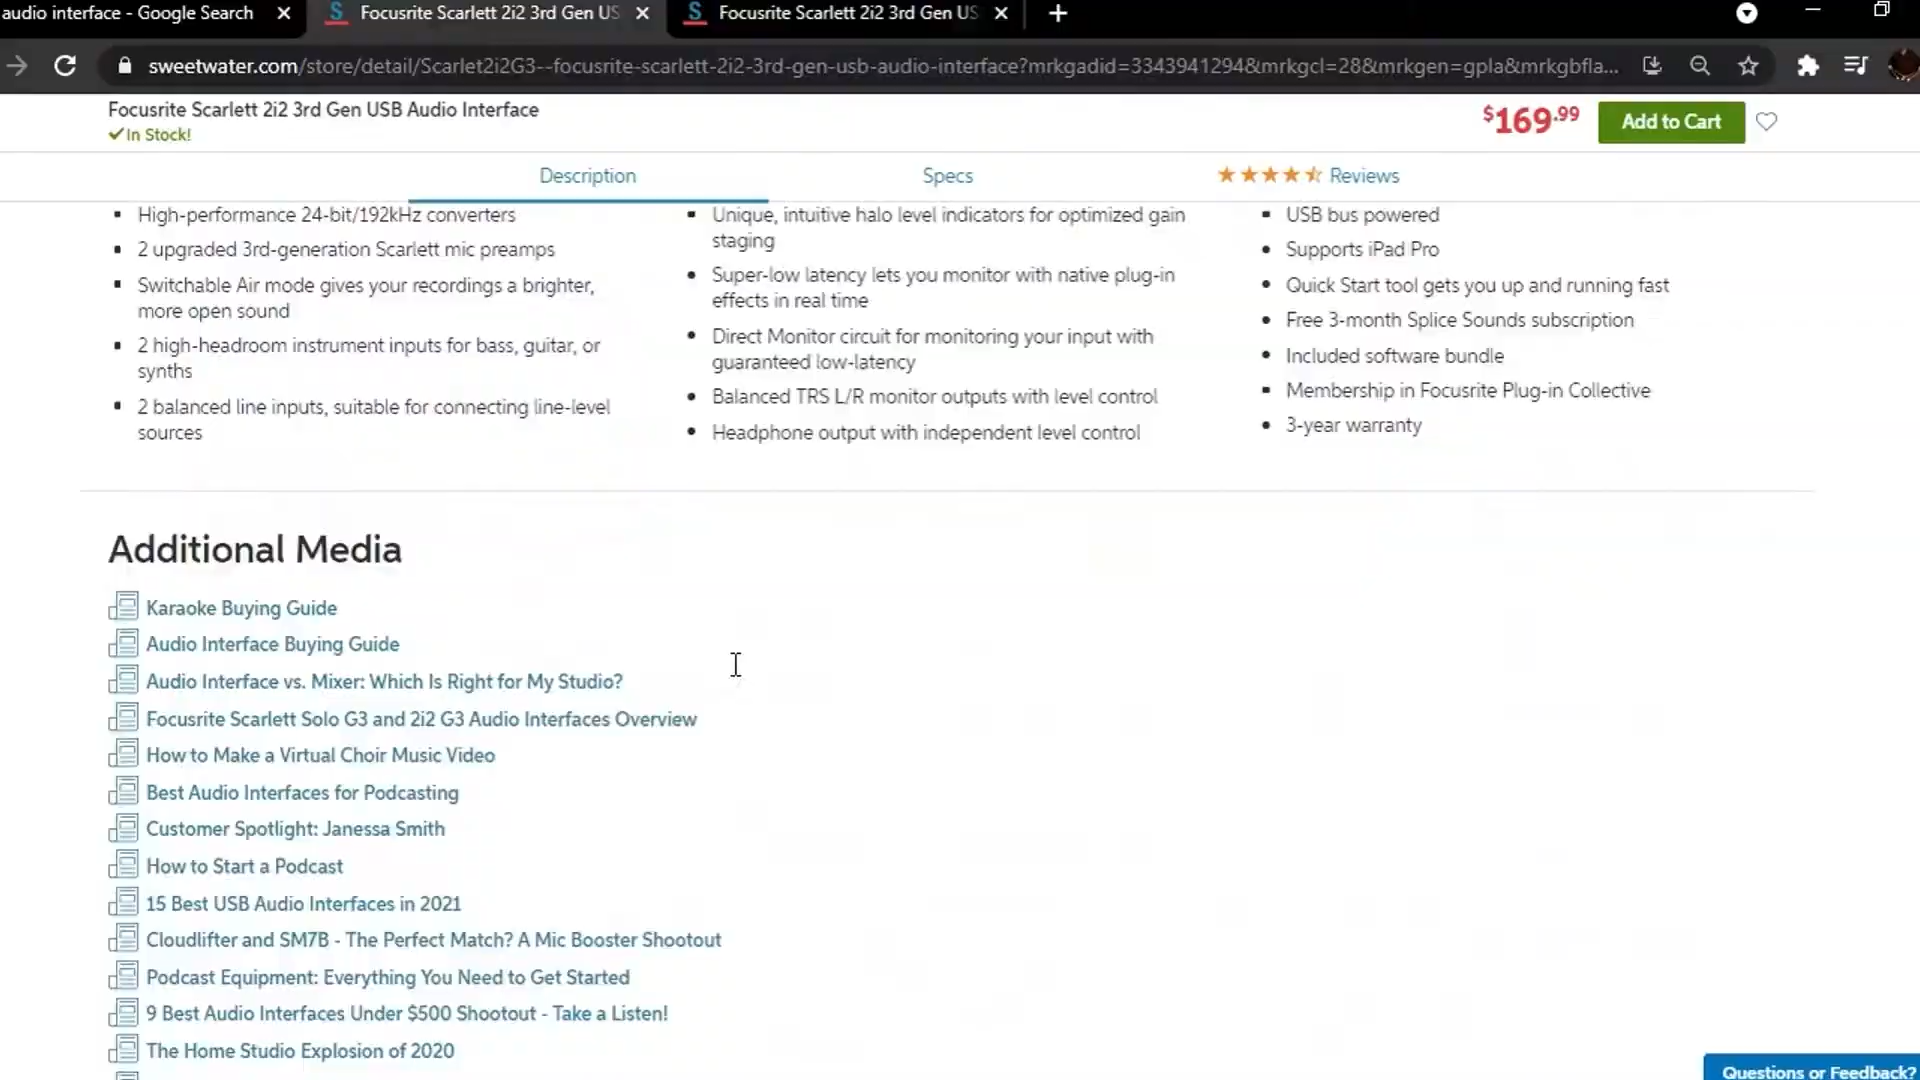 audio interface - Google Search
Focusrite Scarlett 2i2 3rd Gen US
Focusrite Scarlett 2i2 3rd Gen US
sweetwater.com/store/detail/Scarlet2i2G3--focusrite-scarlett-2i2-3rd-gen-usb-audio-interface?mrkgadid=3343941294&mrkgcl=28&mrkgen=gpla&mrkgbfla...
Focusrite Scarlett 2i2 3rd Gen USB Audio Interface
In Stock!
$169.99
Add to Cart
Description
Specs
Reviews
High-performance 24-bit/192kHz converters
2 upgraded 3rd-generation Scarlett mic preamps
Switchable Air mode gives your recordings a brighter,
more open sound
2 high-headroom instrument inputs for bass, guitar, or
synths
2 balanced line inputs, suitable for connecting line-level
sources
Unique, intuitive halo level indicators for optimized gain
staging
Super-low latency lets you monitor with native plug-in
effects in real time
Direct Monitor circuit for monitoring your input with
guaranteed low-latency
Balanced TRS L/R monitor outputs with level control
Headphone output with independent level control
USB bus powered
Supports iPad Pro
Quick Start tool gets you up and running fast
Free 3-month Splice Sounds subscription
Included software bundle
Membership in Focusrite Plug-in Collective
3-year warranty
Additional Media
Karaoke Buying Guide
Audio Interface Buying Guide
Audio Interface vs. Mixer: Which Is Right for My Studio?
Focusrite Scarlett Solo G3 and 2i2 G3 Audio Interfaces Overview
How to Make a Virtual Choir Music Video
Best Audio Interfaces for Podcasting
Customer Spotlight: Janessa Smith
How to Start a Podcast
15 Best USB Audio Interfaces in 2021
Cloudlifter and SM7B - The Perfect Match? A Mic Booster Shootout
Podcast Equipment: Everything You Need to Get Started
9 Best Audio Interfaces Under $500 Shootout - Take a Listen!
The Home Studio Explosion of 2020
Questions or Feedback?